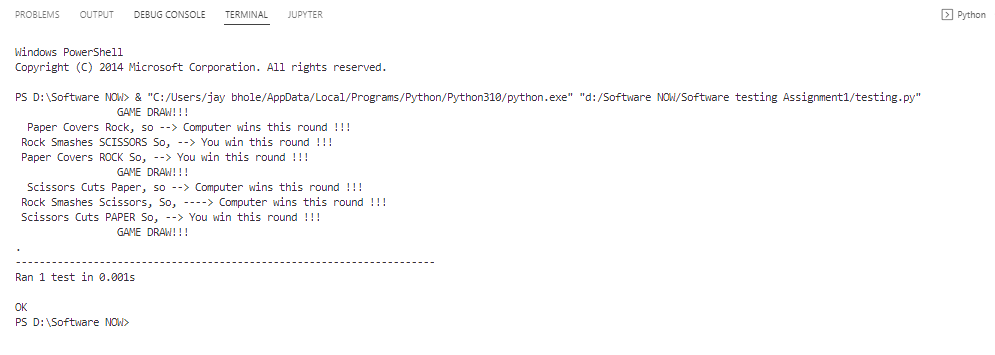 PROBLEMS OUTPUT DEBUG CONSOLE TERMINAL JUPYTER Python
Windows PowerShell
Copyright (C) 2014 Microsoft Corporation. All rights reserved.
PS D:\Software NOW> & "C:/Users/jay bhole/AppData/Local/Programs/Python/Python310/python.exe" "d:/Software NOW/Software testing Assignment1/testing.py"
GAME DRAW!!!
Paper Covers Rock, so --> Computer wins this round !!!
Rock Smashes SCISSORS So, --> You win this round !!!
Paper Covers ROCK So, --> You win this round !!!
GAME DRAW!!!
Scissors Cuts Paper, so --> Computer wins this round !!!
Rock Smashes Scissors, So, ----> Computer wins this round !!!
Scissors Cuts PAPER So, --> You win this round !!!
GAME DRAW!!!
.
----------------------------------------------------------------------
Ran 1 test in 0.001s
OK
PS D:\Software NOW>